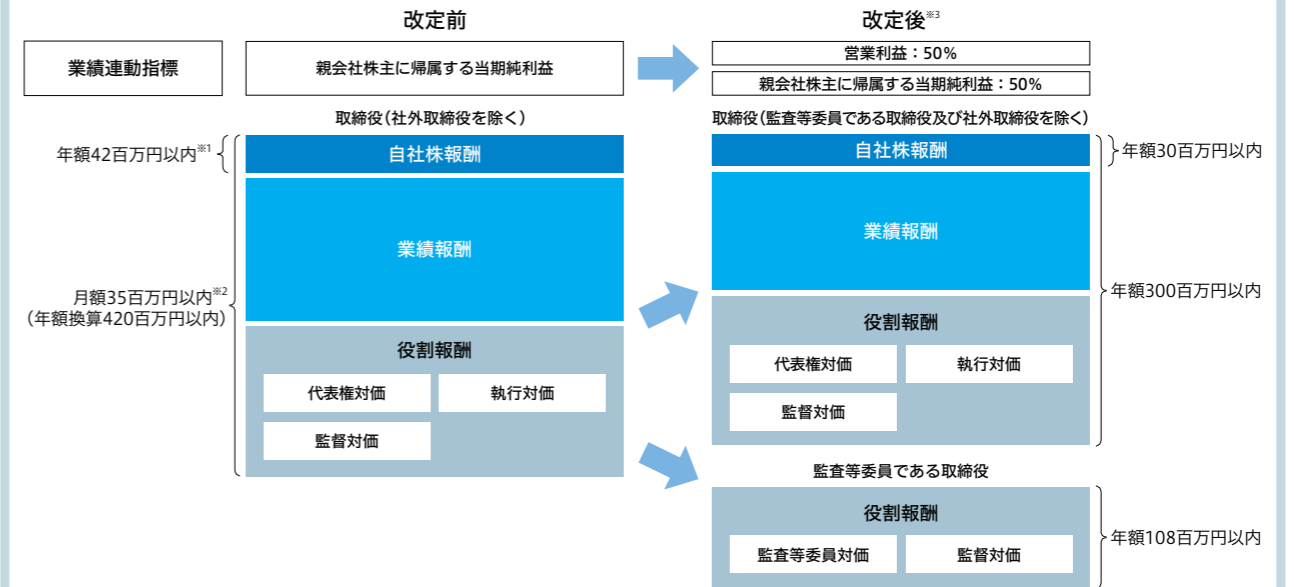 改定前
改定後※3
業績連動指標
親会社株主に帰属する当期純利益
営業利益：50%
親会社株主に帰属する当期純利益：50%
取締役（社外取締役を除く）
取締役（監査等委員である取締役及び社外取締役を除く）
年額42百万円以内※1
自社株報酬
自社株報酬
年額30百万円以内
業績報酬
業績報酬
月額35百万円以内※2
（年額換算420百万円以内）
年額300百万円以内
役割報酬
代表権対価
執行対価
監督対価
役割報酬
代表権対価
執行対価
監督対価
監査等委員である取締役
役割報酬
監査等委員対価
監督対価
年額108百万円以内